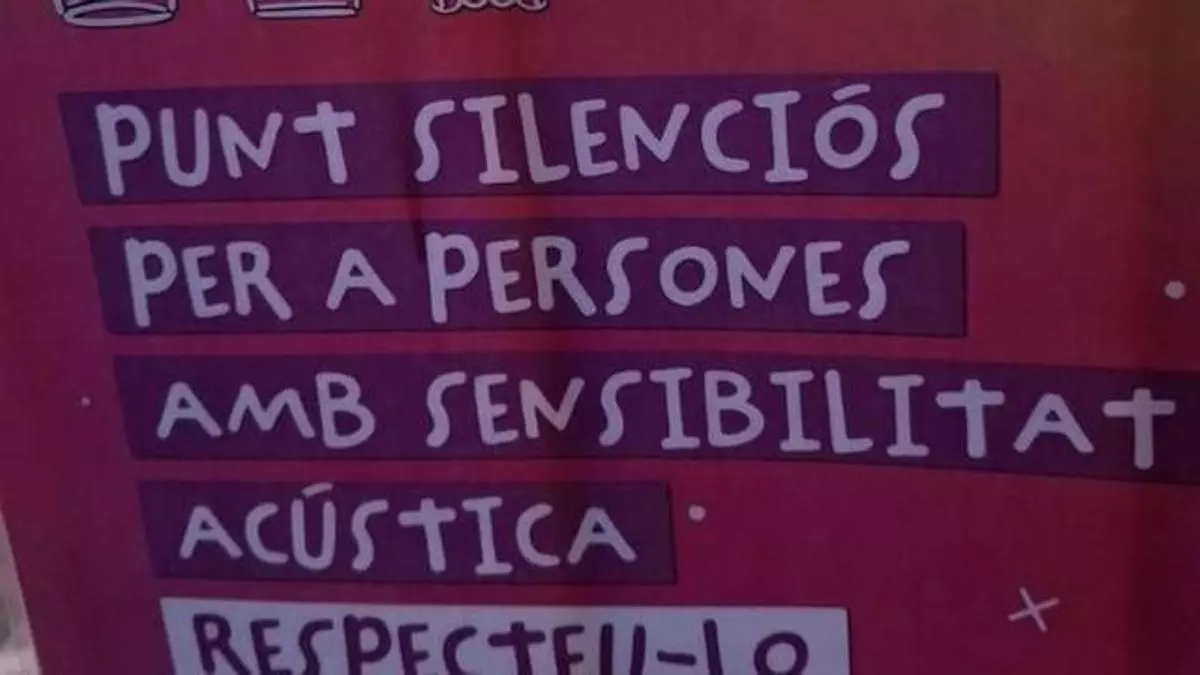 PUNT SILENCIÓS
PER A PERSONES
AMB SENSIBILITAT
ACÚSTICA
RESPECTEU-LO